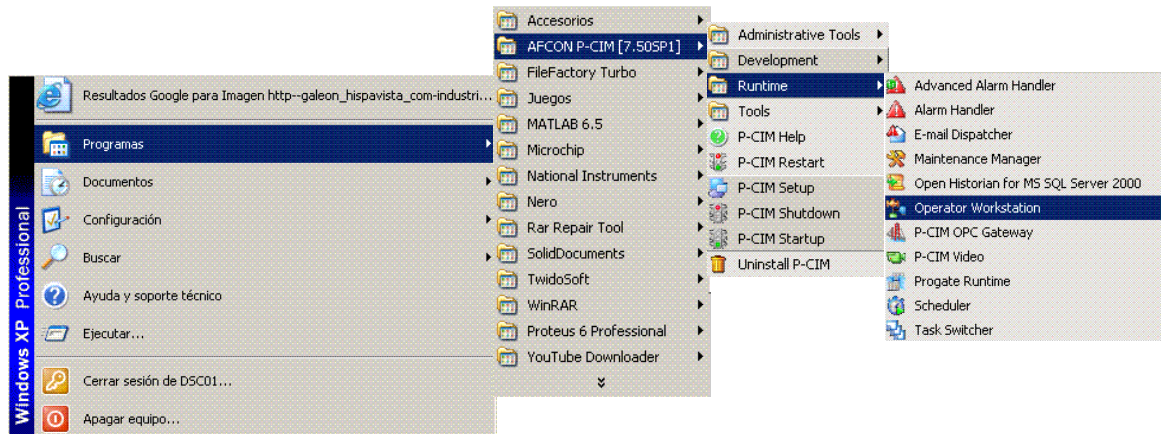 Windows XP Professional
Resultados Google para Imagen http--galeon_hispavista_com-industri...
Programas
Documentos
Configuración
Buscar
Ayuda y soporte técnico
Ejecutar...
Cerrar sesión de DSC01...
Apagar equipo...
Accesorios
AFCON P-CIM [7.50SP1]
FileFactory Turbo
Juegos
MATLAB 6.5
Microchip
National Instruments
Nero
Rar Repair Tool
SolidDocuments
TwidoSoft
WinRAR
Proteus 6 Professional
YouTube Downloader
Administrative Tools
Development
Runtime
Tools
P-CIM Help
P-CIM Restart
P-CIM Setup
P-CIM Shutdown
P-CIM Startup
Uninstall P-CIM
Advanced Alarm Handler
Alarm Handler
E-mail Dispatcher
Maintenance Manager
Open Historian for MS SQL Server 2000
Operator Workstation
P-CIM OPC Gateway
P-CIM Video
Progate Runtime
Scheduler
Task Switcher